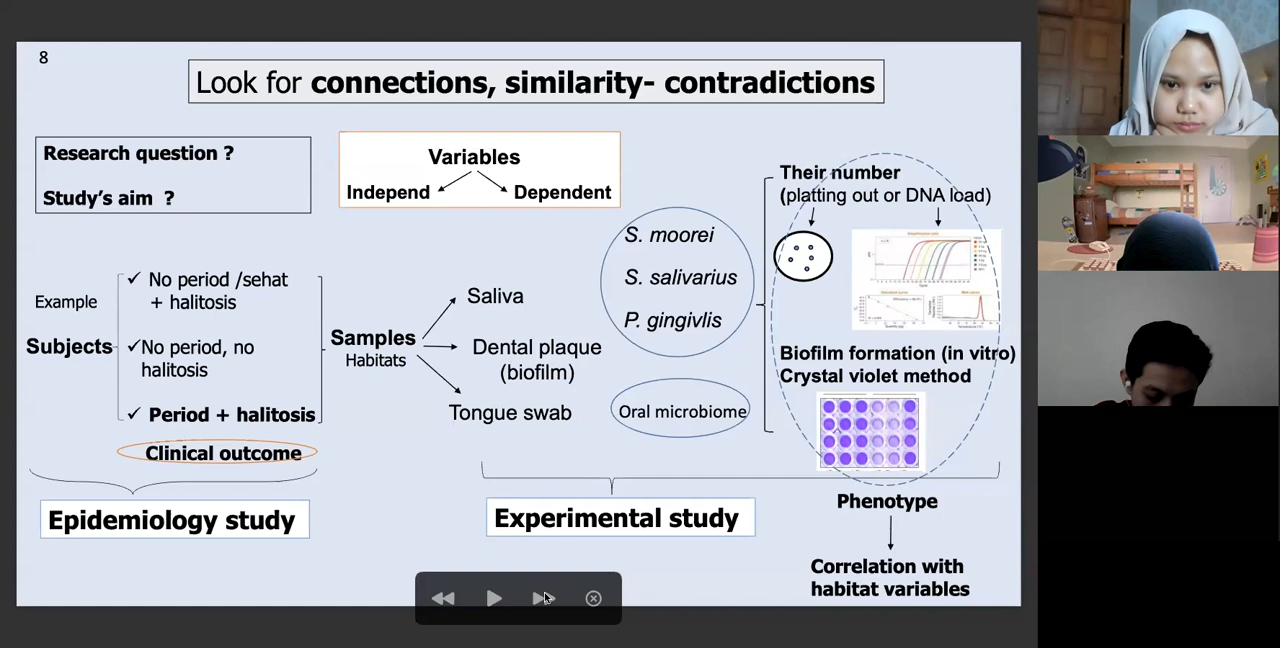 8
Look for connections, similarity- contradictions
Research question ?
Study's aim ?
Variables
Independ
Dependent
Example
Subjects
✓ No period /sehat
+ halitosis
✓ No period, no
halitosis
✓ Period + halitosis
Clinical outcome
Epidemiology study
Samples
Habitats
Saliva
Dental plaque
(biofilm)
Tongue swab
S. moorei
S. salivarius
P. gingivlis
Oral microbiome
Experimental study
Their number
(platting out or DNA load)
Biofilm formation (in vitro)
Crystal violet method
Phenotype
Correlation with
habitat variables